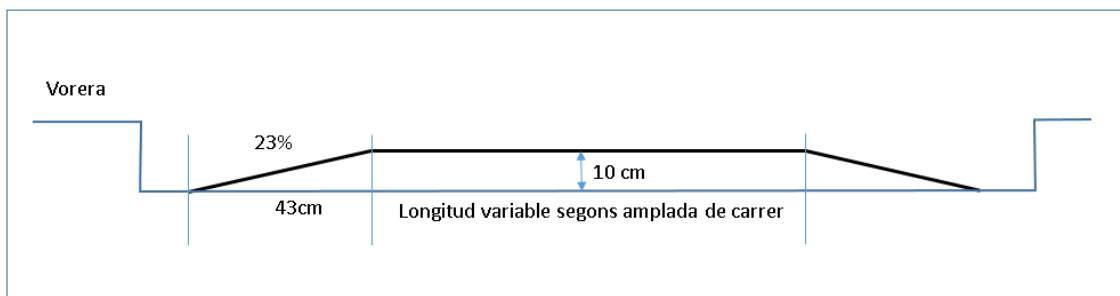 Vorera
23%
10 cm
43cm
Longitud variable segons amplada de carrer